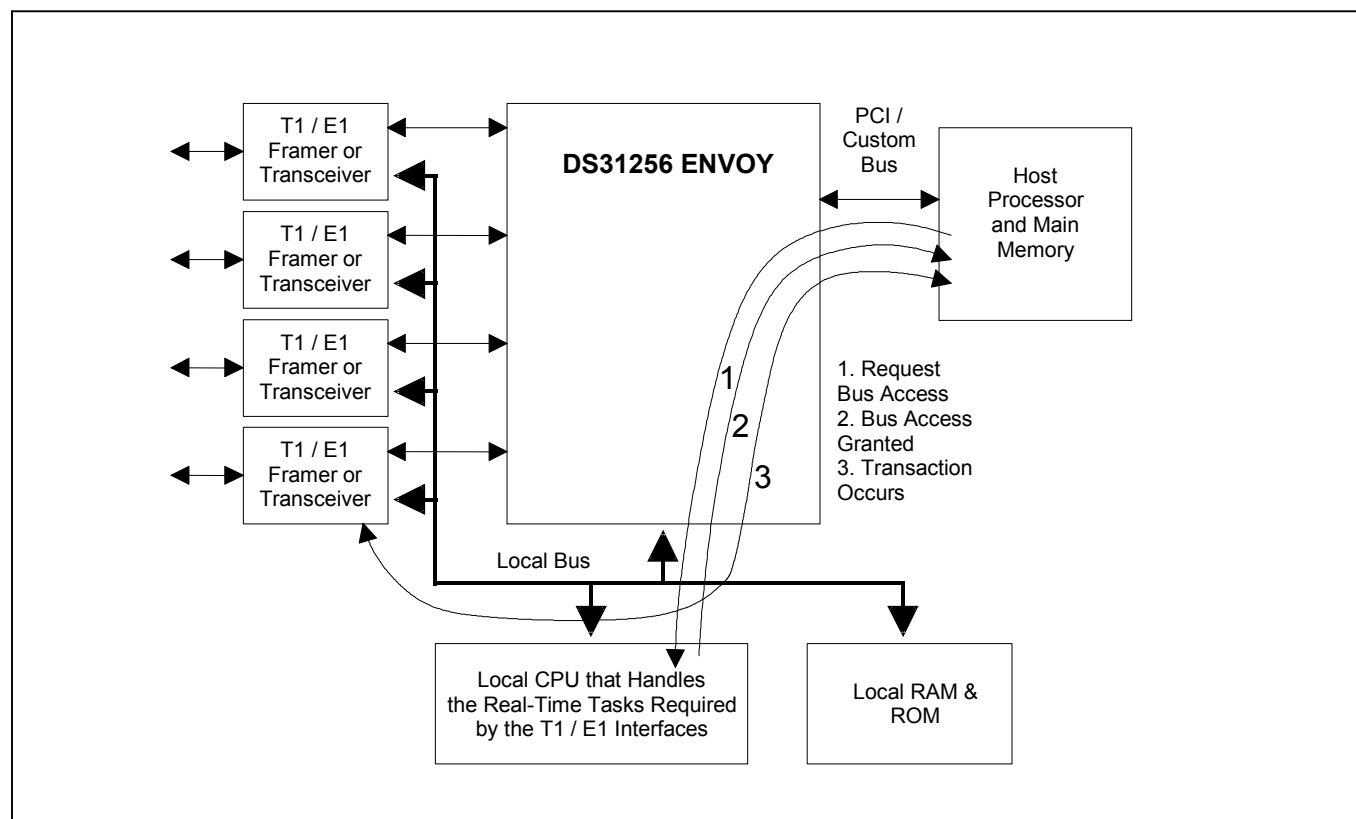 T1 / E1
Framer or
Transceiver
T1 / E1
Framer or
Transceiver
T1 / E1
Framer or
Transceiver
T1 / E1
Framer or
Transceiver
DS31256 ENVOY
PCI /
Custom
Bus
Host
Processor
and Main
Memory
1
2
3
1. Request
Bus Access
2. Bus Access
Granted
3. Transaction
Occurs
Local Bus
Local CPU that Handles
the Real-Time Tasks Required
by the T1 / E1 Interfaces
Local RAM &
ROM